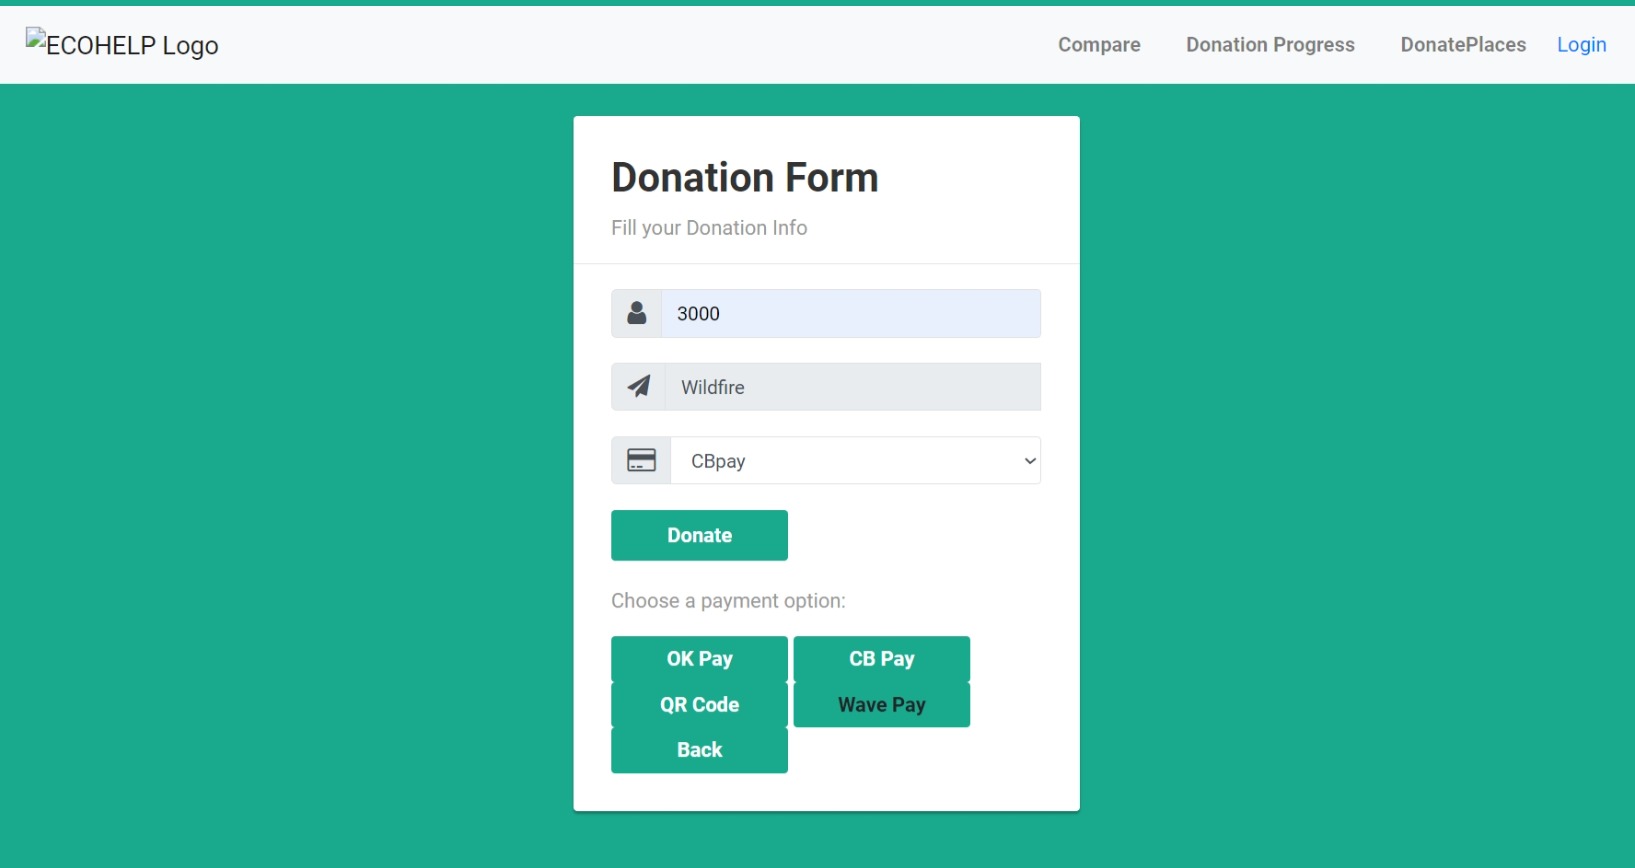 ECOHELP Logo
Compare Donation Progress DonatePlaces Login
Donation Form
Fill your Donation Info
3000
Wildfire
CBpay
Donate
Choose a payment option:
OK Pay CB Pay
QR Code Wave Pay
Back